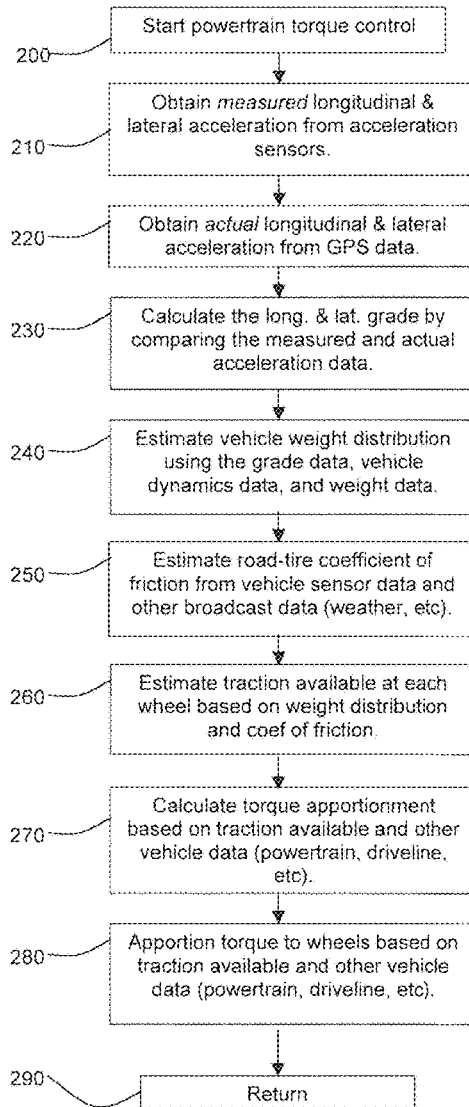 Start powertrain torque control
200
Obtain measured longitudinal &
lateral acceleration from acceleration
sensors.
210
Obtain actual longitudinal & lateral
acceleration from GPS data.
220
Calculate the long. & lat. grade by
comparing the measured and actual
acceleration data.
230
Estimate vehicle weight distribution
using the grade data, vehicle
dynamics data, and weight data.
240
Estimate road-tire coefficient of
friction from vehicle sensor data and
other broadcast data (weather, etc).
250
Estimate traction available at each
wheel based on weight distribution
and coef of friction.
260
Calculate torque apportionment
based on traction available and other
vehicle data (powertrain, driveline,
etc).
270
Apportion torque to wheels based on
traction available and other vehicle
data (powertrain, driveline, etc).
280
Return
290